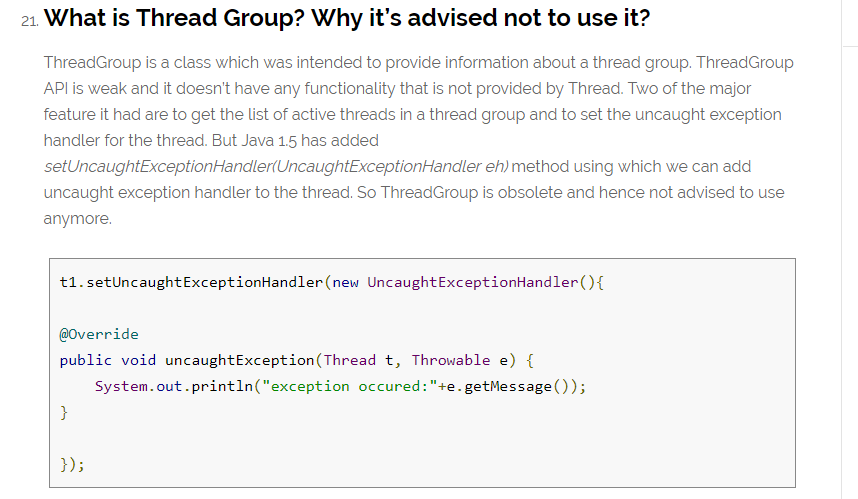 21. What is Thread Group? Why it’s advised not to use it?
ThreadGroup is a class which was intended to provide information about a thread group. ThreadGroup
API is weak and it doesn't have any functionality that is not provided by Thread. Two of the major
feature it had are to get the list of active threads in a thread group and to set the uncaught exception
handler for the thread. But Java 1.5 has added
setUncaughtExceptionHandler(UncaughtExceptionHandler eh) method using which we can add
uncaught exception handler to the thread. So ThreadGroup is obsolete and hence not advised to use
anymore.
t1.setUncaughtExceptionHandler(new UncaughtExceptionHandler(){
@Override
public void uncaughtException(Thread t, Throwable e) {
    System.out.println("exception occured:"+e.getMessage());
}
});